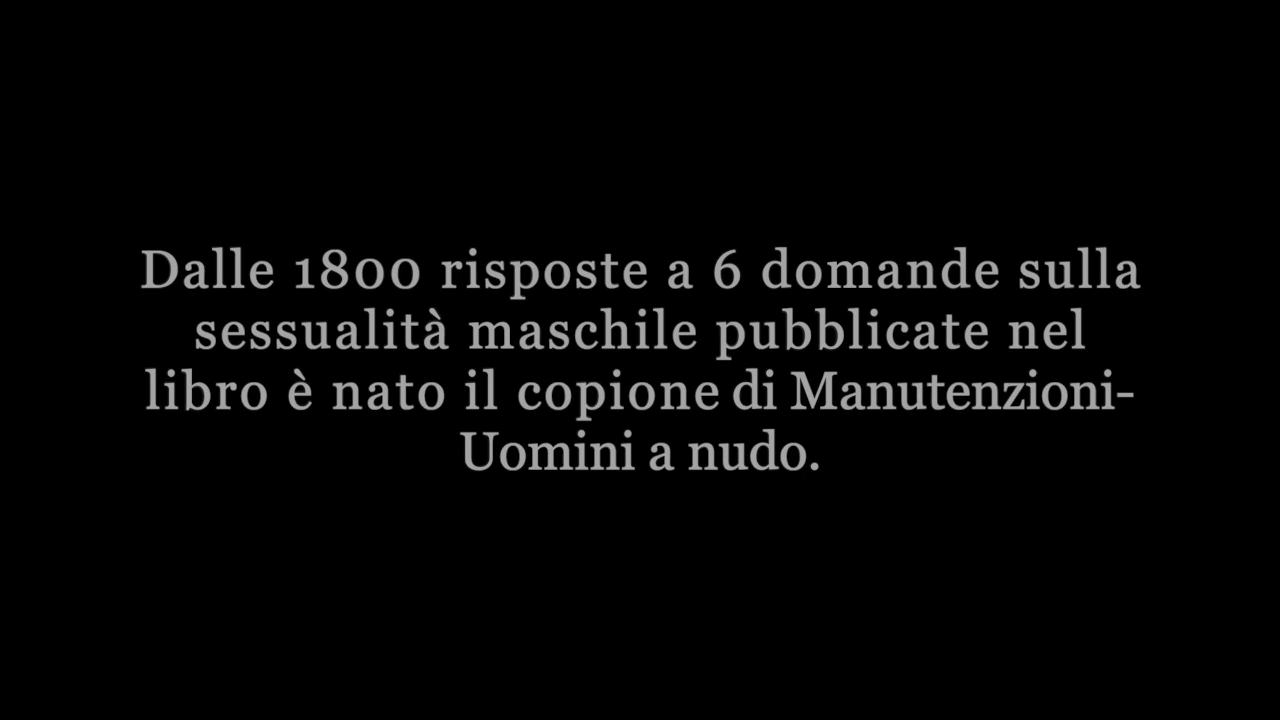 Dalle 1800 risposte a 6 domande sulla
sessualità maschile pubblicate nel
libro è nato il copione di Manutenzioni-
Uomini a nudo.